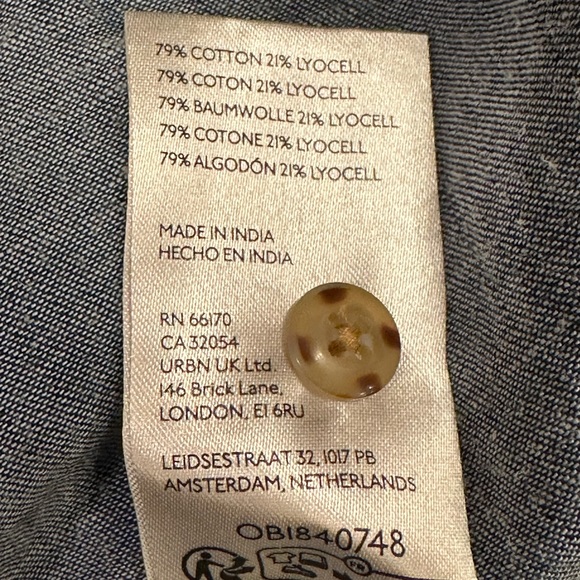 79% COTTON 21% LYOCELL
79% COTON 21% LYOCELL
79% BAUMWOLLE 21% LYOCELL
79% COTONE 21% LYOCELL
79% ALGODÓN 21% LYOCELL
MADE IN INDIA
HECHO EN INDIA
RN 66170
CA 32054
URBN UK Ltd.
146 Brick Lane,
LONDON, E1 6RU
LEIDSESTRAAT 32, 1017 PB
AMSTERDAM, NETHERLANDS
OB1840748